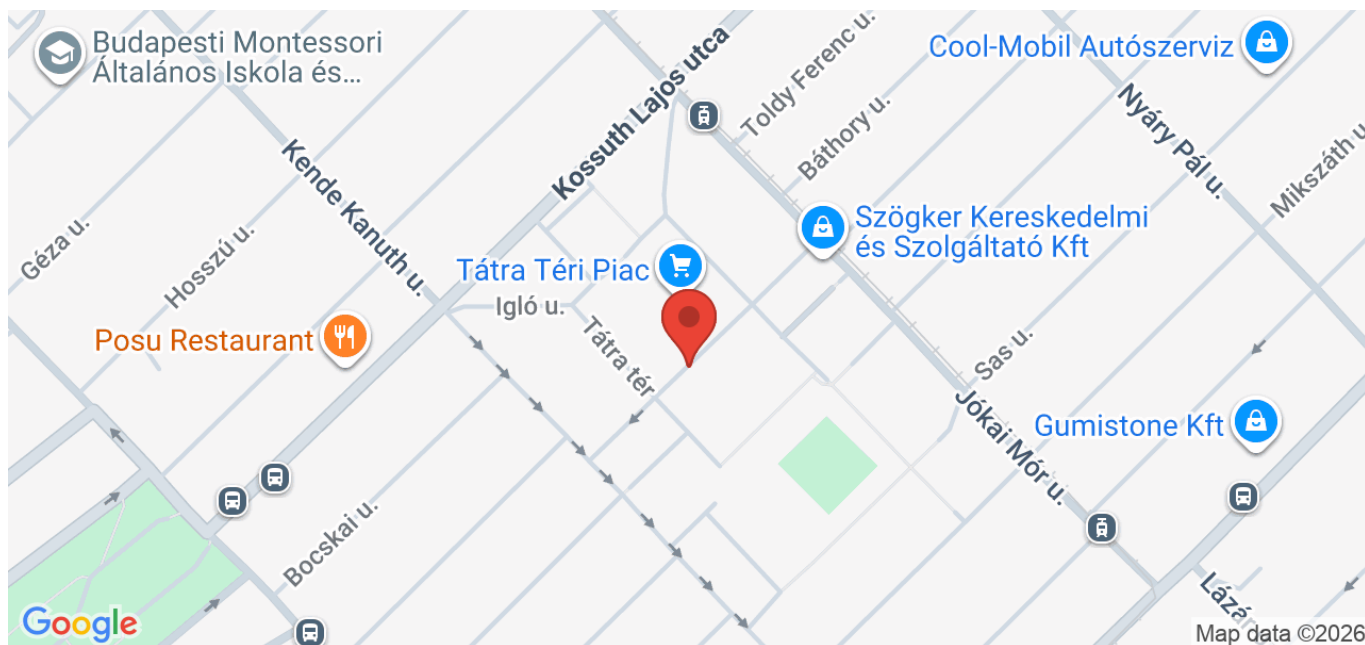 Budapesti Montessori
Általános Iskola és...
Kossuth Lajos utca
Toldy Ferenc u.
Cool-Mobil Autószerviz
Nyáry Pál u.
Báthory u.
Mikszáth u
Kende Kanuth u.
Géza u.
Hosszú u.
Szögker Kereskedelmi
és Szolgáltató Kft
Tátra Téri Piac
Igló u.
Posu Restaurant
Tátra tér
Sas u.
Jókai Mór u.
Gumistone Kft
Bocskai u.
Lázár
Google
Map data ©2026